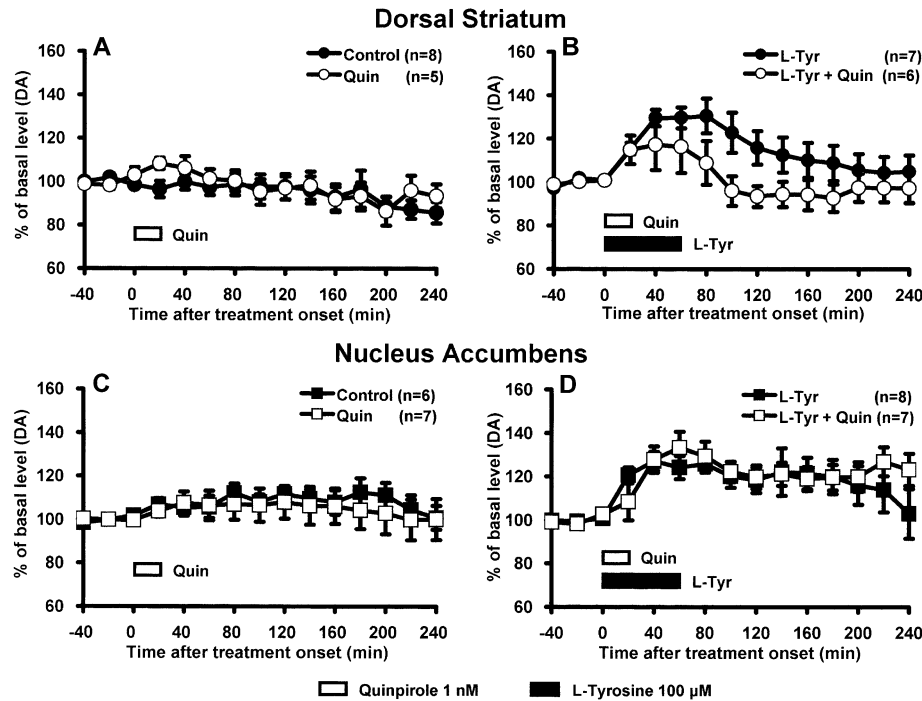 Dorsal Striatum
A
% of basal level (DA)
160
140
120
100
80
60
Control (n=8)
Quin (n=5)
Quin
-40 0 40 80 120 160 200 240
Time after treatment onset (min)
B
% of basal level (DA)
160
140
120
100
80
60
L-Tyr (n=7)
L-Tyr + Quin (n=6)
Quin
L-Tyr
-40 0 40 80 120 160 200 240
Time after treatment onset (min)
Nucleus Accumbens
C
% of basal level (DA)
160
140
120
100
80
60
Control (n=6)
Quin (n=7)
Quin
-40 0 40 80 120 160 200 240
Time after treatment onset (min)
D
% of basal level (DA)
160
140
120
100
80
60
L-Tyr (n=8)
L-Tyr + Quin (n=7)
Quin
L-Tyr
-40 0 40 80 120 160 200 240
Time after treatment onset (min)
Quinpirole 1 nM L-Tyrosine 100 µM